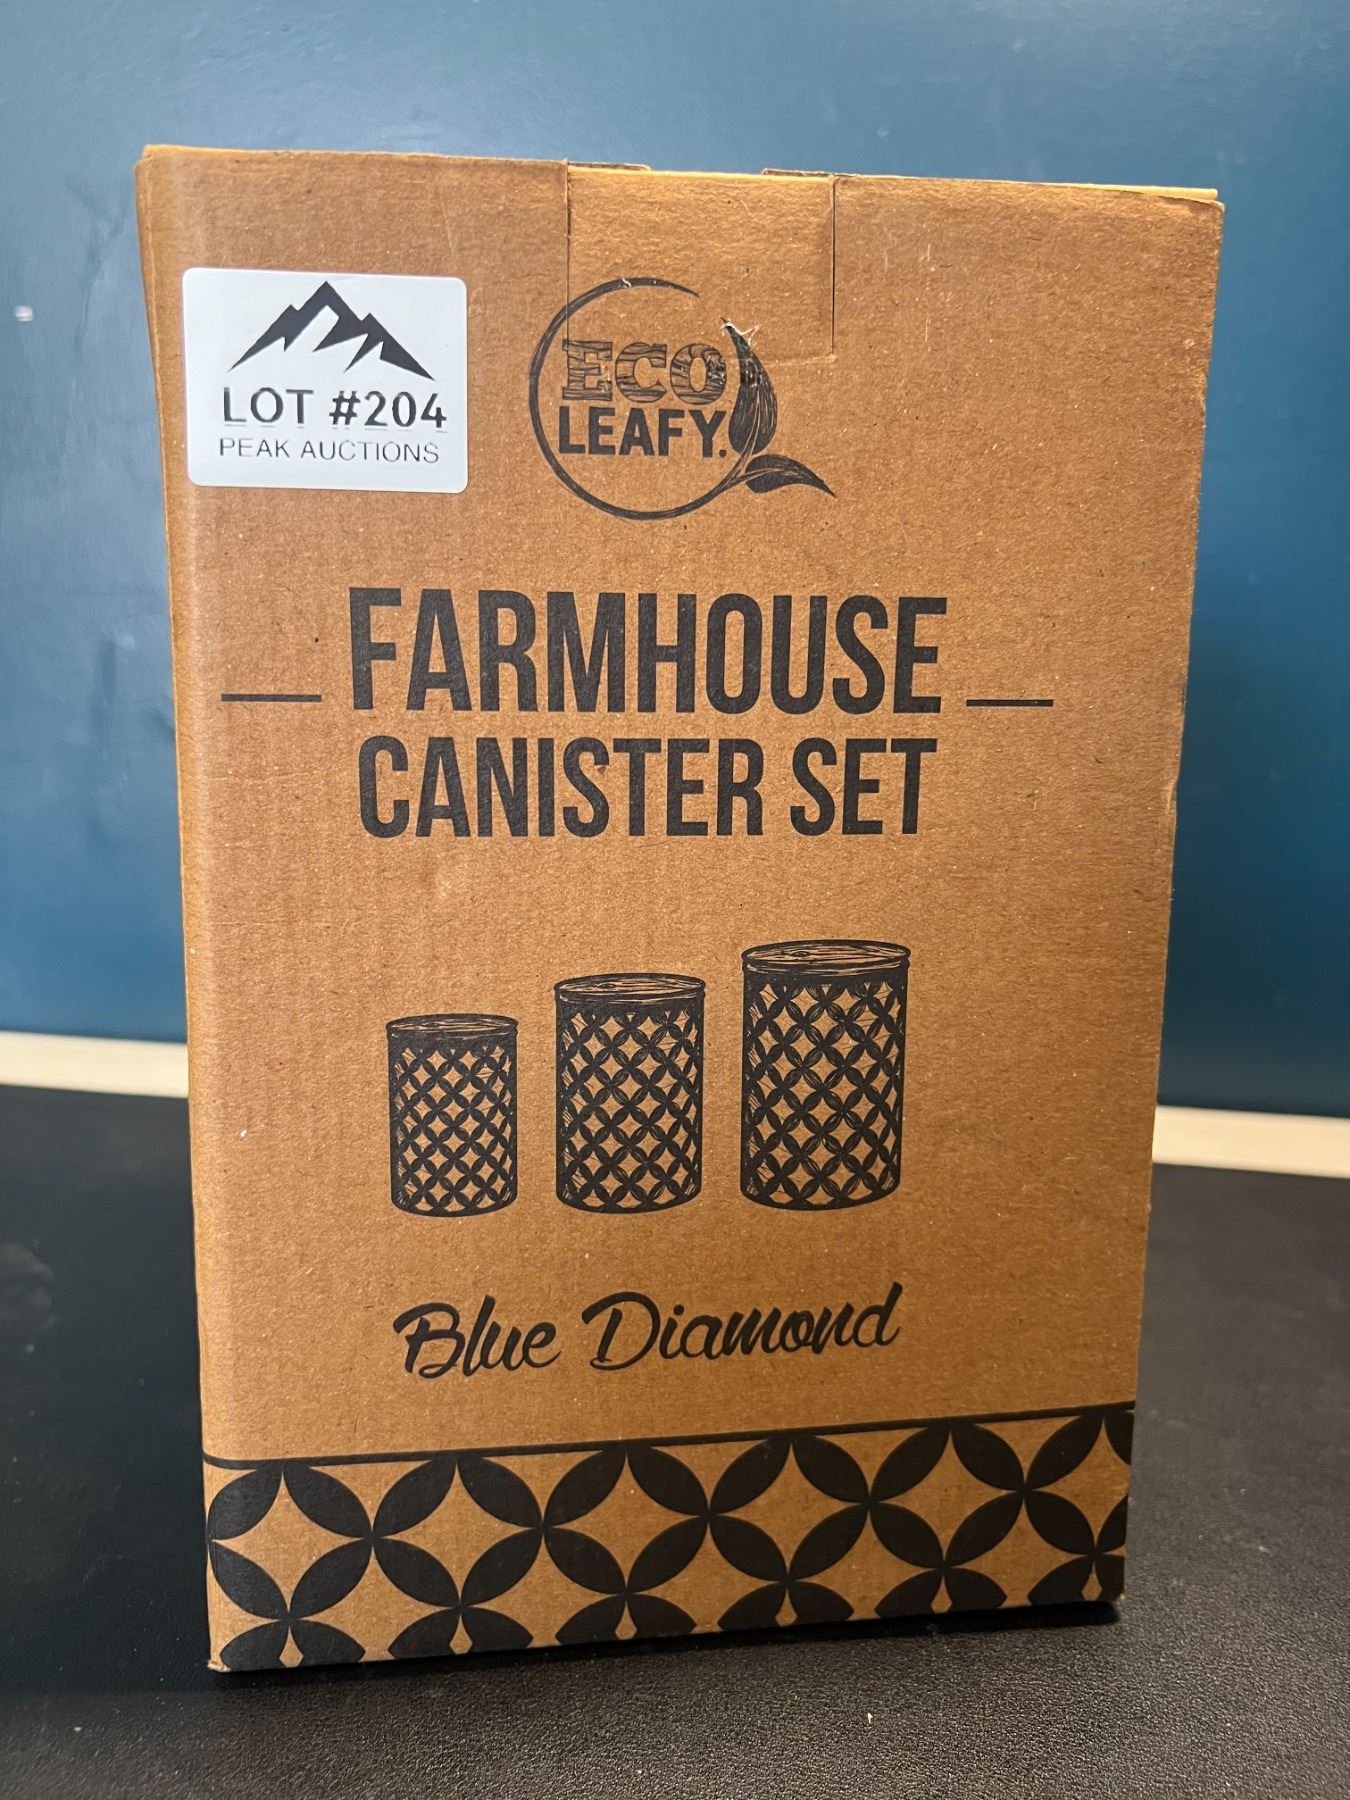 LOT #204
PEAK AUCTIONS
ECO
LEAFY.
FARMHOUSE
CANISTER SET
Blue Diamond